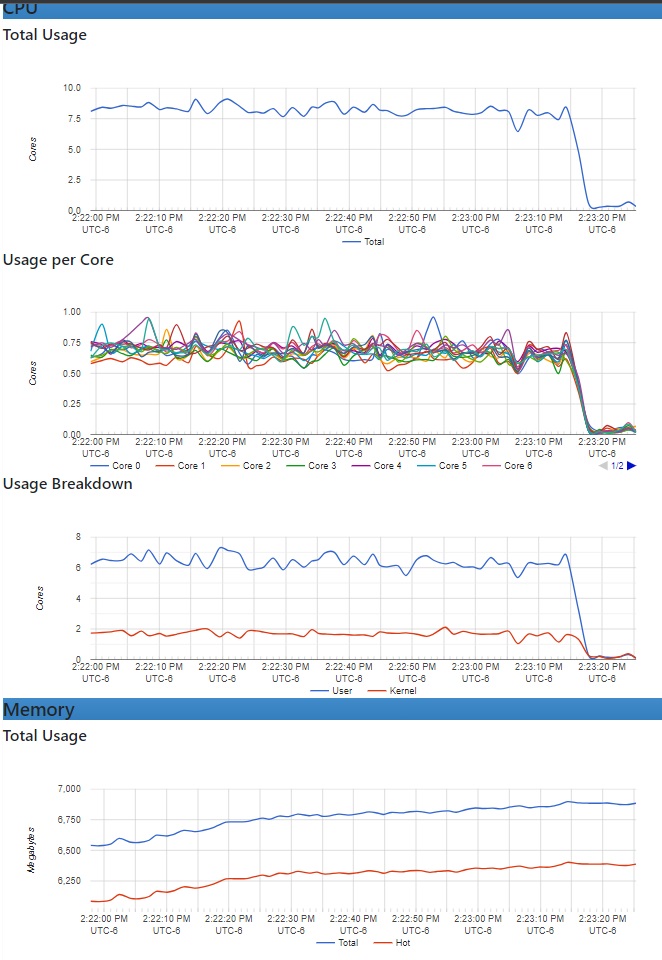 CPU
Total Usage
10.0
7.5
5.0
2.5
0.0
Cores
2:22:00 PM 2:22:10 PM 2:22:20 PM 2:22:30 PM 2:22:40 PM 2:22:50 PM 2:23:00 PM 2:23:10 PM 2:23:20 PM
UTC-6 UTC-6 UTC-6 UTC-6 UTC-6 UTC-6 UTC-6 UTC-6 UTC-6
Total
Usage per Core
1.00
0.75
0.50
0.25
0.00
Cores
2:22:00 PM 2:22:10 PM 2:22:20 PM 2:22:30 PM 2:22:40 PM 2:22:50 PM 2:23:00 PM 2:23:10 PM 2:23:20 PM
UTC-6 UTC-6 UTC-6 UTC-6 UTC-6 UTC-6 UTC-6 UTC-6 UTC-6
Core 0 Core 1 Core 2 Core 3 Core 4 Core 5 Core 6 1/2
Usage Breakdown
8
6
4
2
0
Cores
2:22:00 PM 2:22:10 PM 2:22:20 PM 2:22:30 PM 2:22:40 PM 2:22:50 PM 2:23:00 PM 2:23:10 PM 2:23:20 PM
UTC-6 UTC-6 UTC-6 UTC-6 UTC-6 UTC-6 UTC-6 UTC-6 UTC-6
User Kernel
Memory
Total Usage
7,000
6,750
6,500
6,250
Megabytes
2:22:00 PM 2:22:10 PM 2:22:20 PM 2:22:30 PM 2:22:40 PM 2:22:50 PM 2:23:00 PM 2:23:10 PM 2:23:20 PM
UTC-6 UTC-6 UTC-6 UTC-6 UTC-6 UTC-6 UTC-6 UTC-6 UTC-6
Total Hot